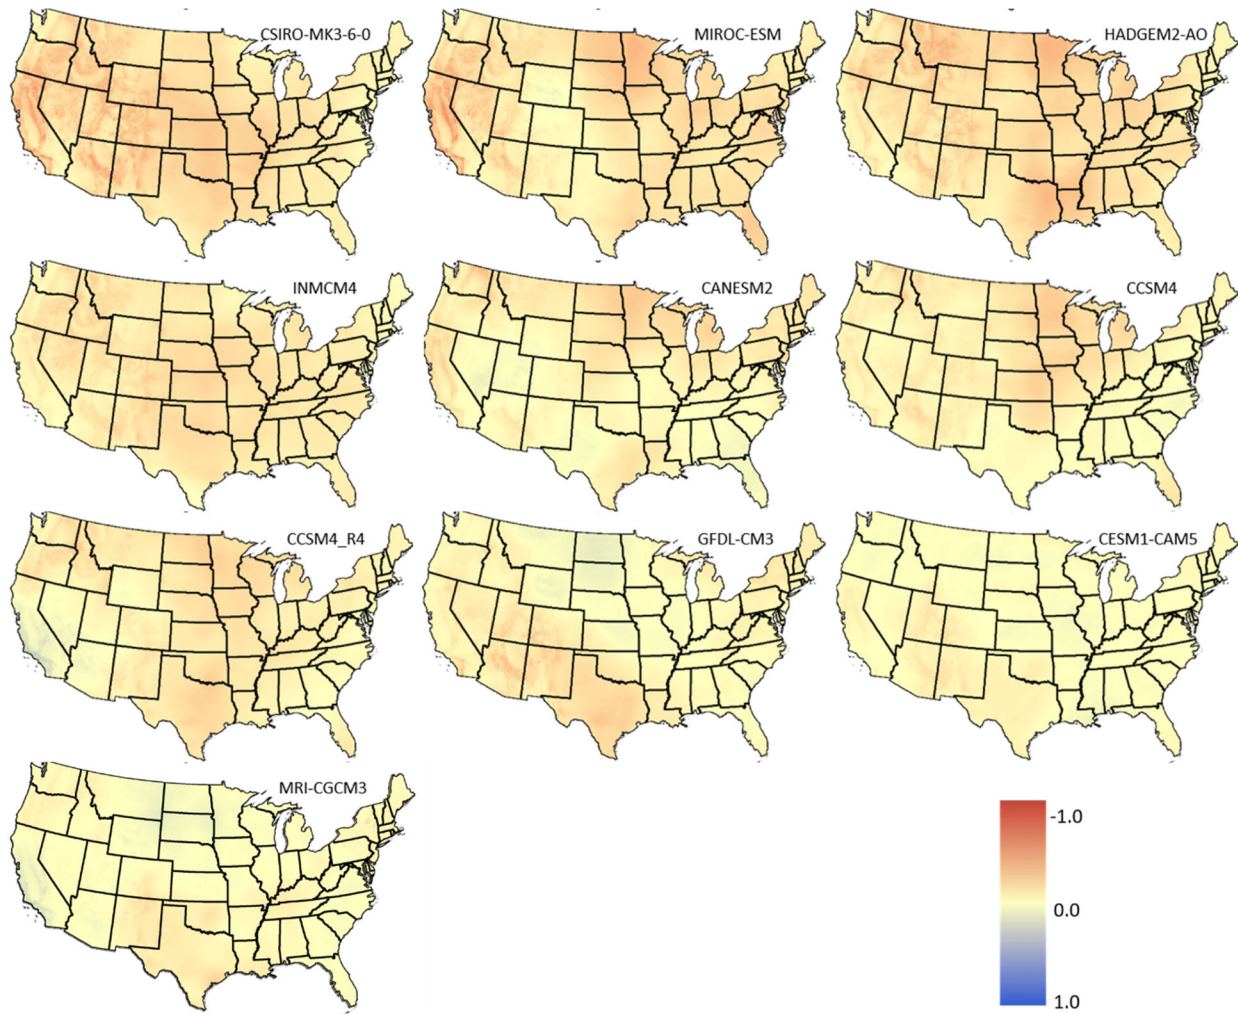 CSIRO-MK3-6-0
MIROC-ESM
HADGEM2-AO
INMCM4
CANESM2
CCSM4
CCSM4_R4
GFDL-CM3
CESM1-CAM5
MRI-CGCM3
-1.0
0.0
1.0